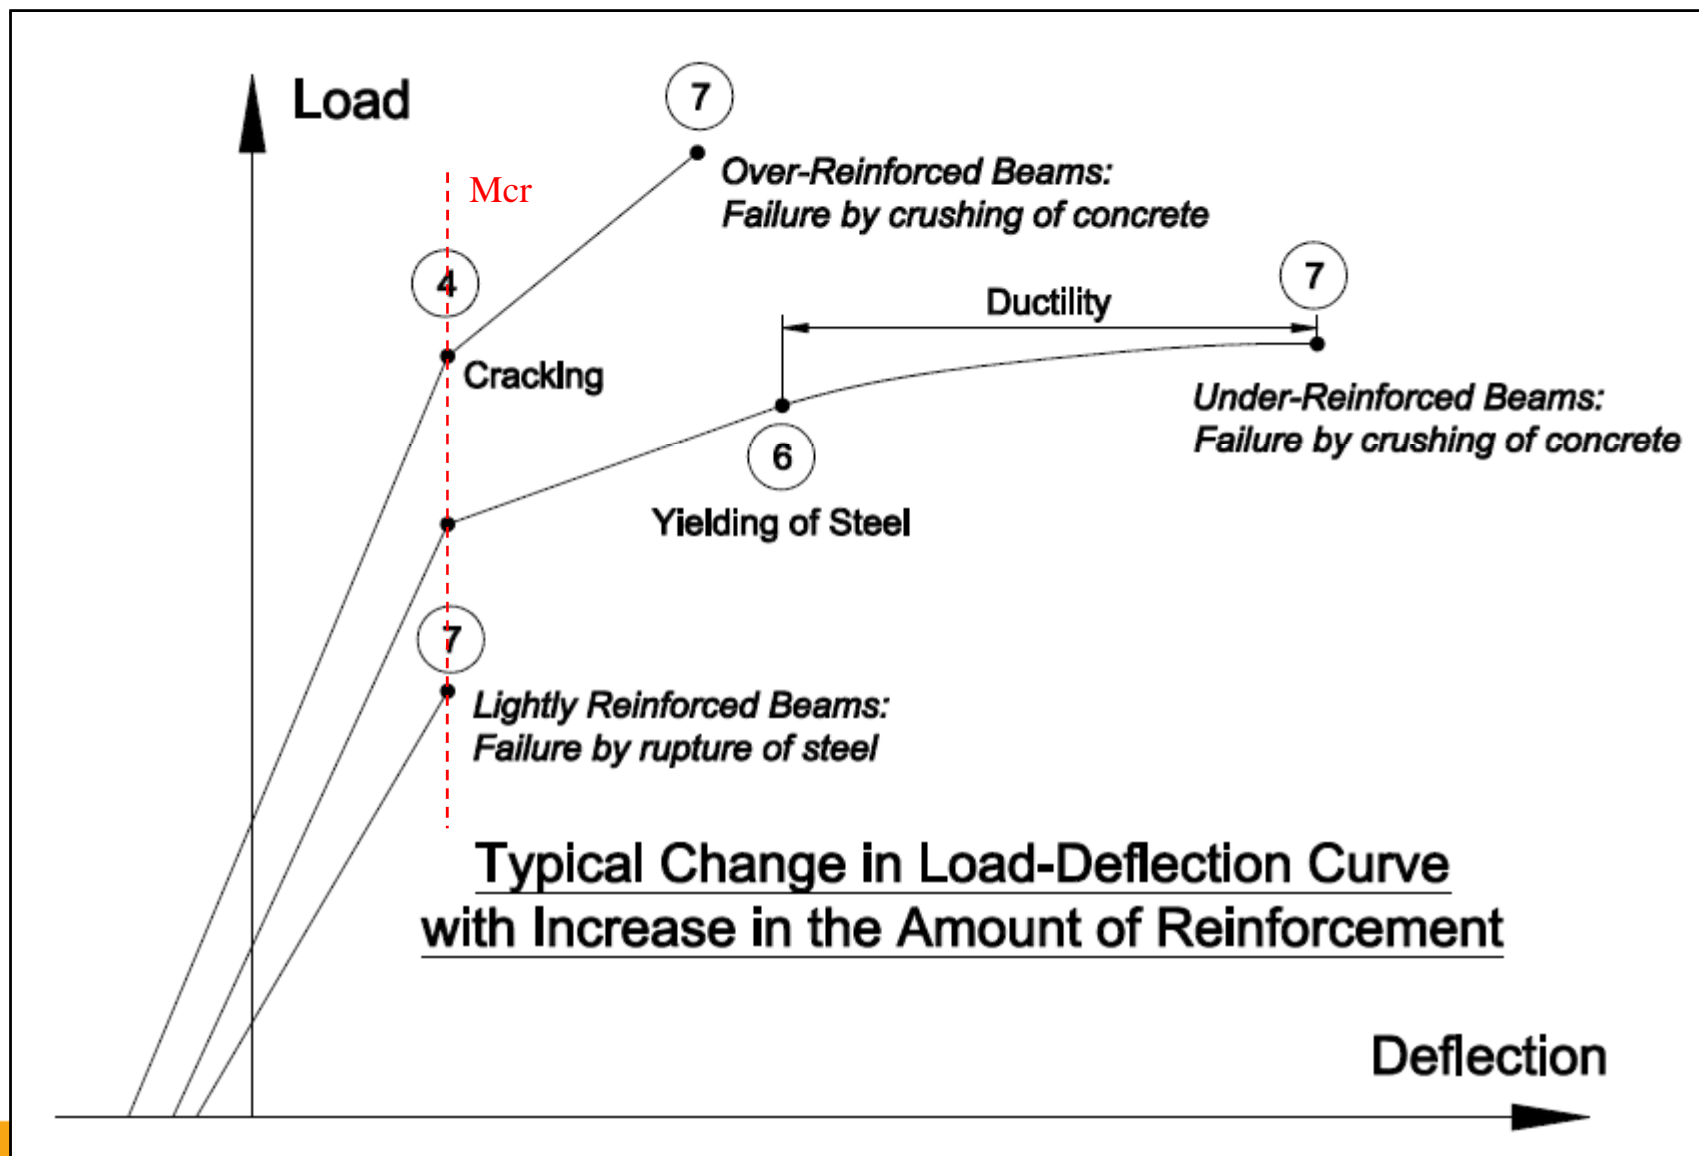 Load
7
Over-Reinforced Beams:
Failure by crushing of concrete
Mcr
4
Cracking
Ductility
7
Under-Reinforced Beams:
Failure by crushing of concrete
6
Yielding of Steel
7
Lightly Reinforced Beams:
Failure by rupture of steel
Typical Change in Load-Deflection Curve
with Increase in the Amount of Reinforcement
Deflection